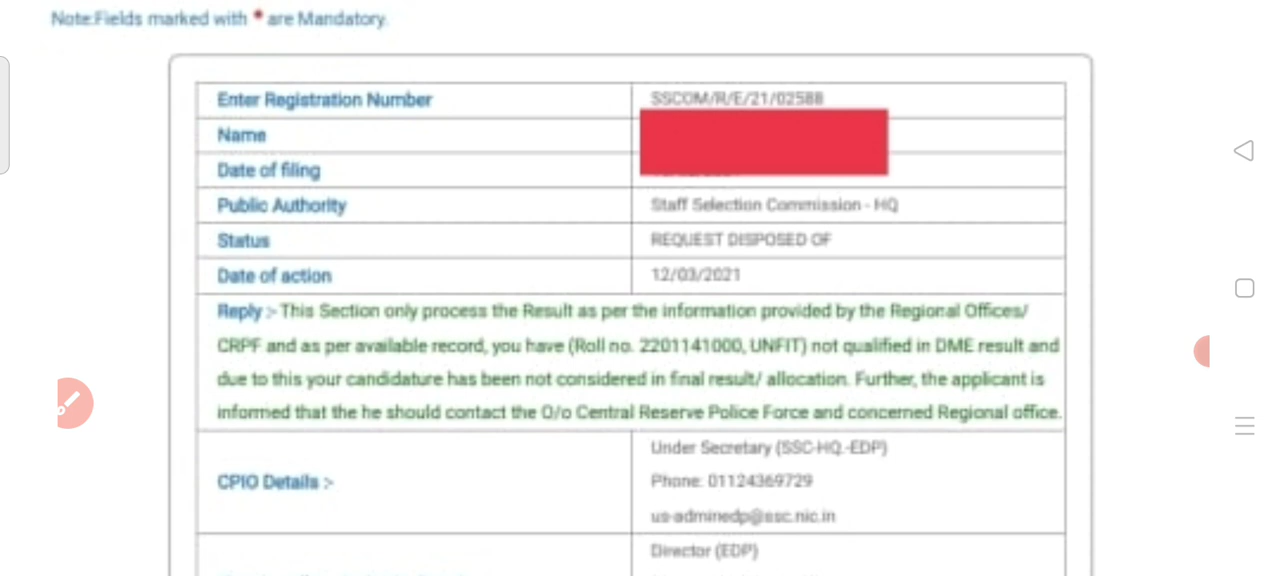 Note:Fields marked with * are Mandatory.
Enter Registration Number SSCOM/R/E/21/02588
Name
Date of filing
Public Authority Staff Selection Commission - HQ
Status REQUEST DISPOSED OF
Date of action 12/03/2021
Reply :- This Section only process the Result as per the information provided by the Regional Offices/
CRPF and as per available record, you have (Roll no. 2201141000, UNFIT) not qualified in DME result and
due to this your candidature has been not considered in final result/ allocation. Further, the applicant is
informed that the he should contact the O/o Central Reserve Police Force and concerned Regional office.
Under Secretary (SSC-HQ.-EDP)
CPIO Details :- Phone: 01124369729
us-adminedp@ssc.nic.in
Director (EDP)